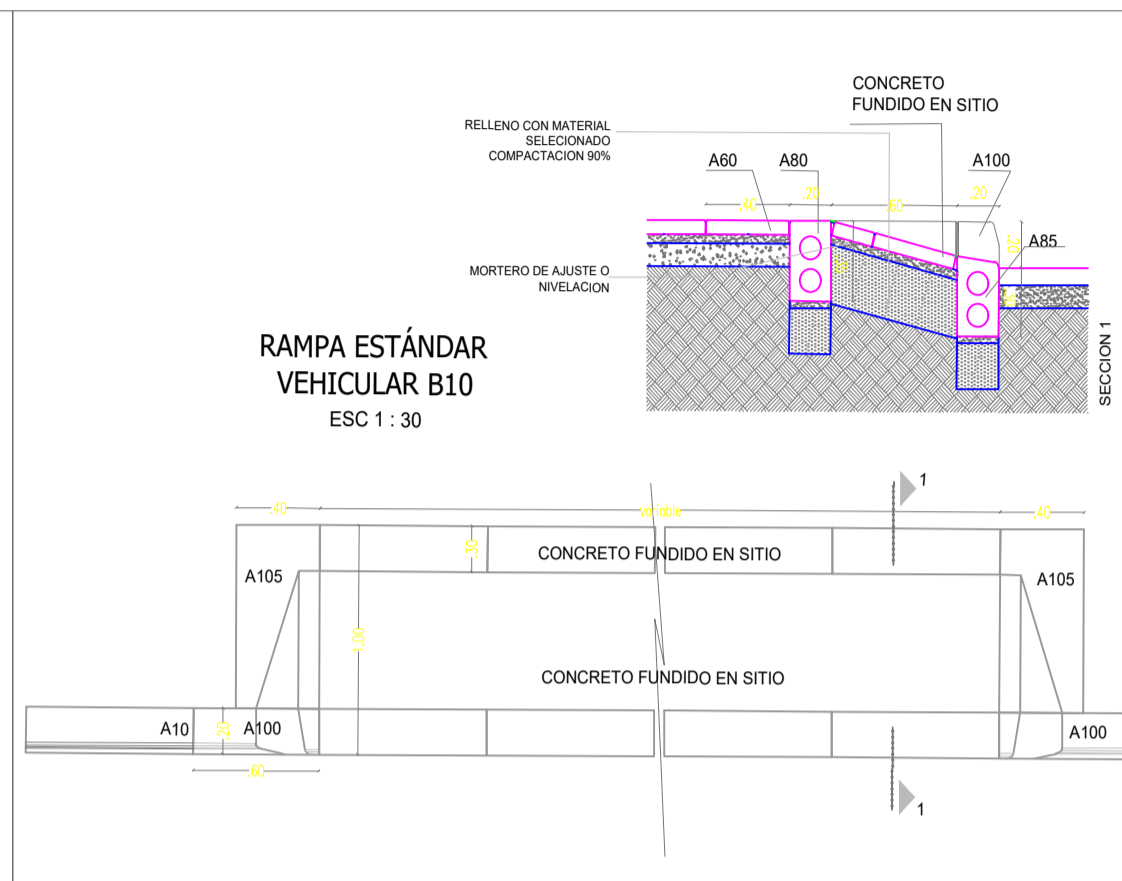 CONCRETO
FUNDIDO EN SITIO
RELLENO CON MATERIAL
SELECIONADO
COMPACTACION 90%
A60
A80
A100
.40
.20
.60
.20
A85
.20
MORTERO DE AJUSTE O
NIVELACION
SECCION 1
RAMPA ESTÁNDAR
VEHICULAR B10
ESC 1 : 30
1
.40
variable
.40
.30
CONCRETO FUNDIDO EN SITIO
A105
A105
1.00
CONCRETO FUNDIDO EN SITIO
A10
.20
A100
A100
.60
1